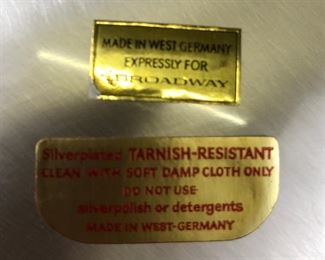 MADE IN WEST GERMANY
EXPRESSLY FOR
BROADWAY
Silverplated TARNISH-RESISTANT
CLEAN WITH SOFT DAMP CLOTH ONLY
DO NOT USE
silverpolish or detergents
MADE IN WEST-GERMANY